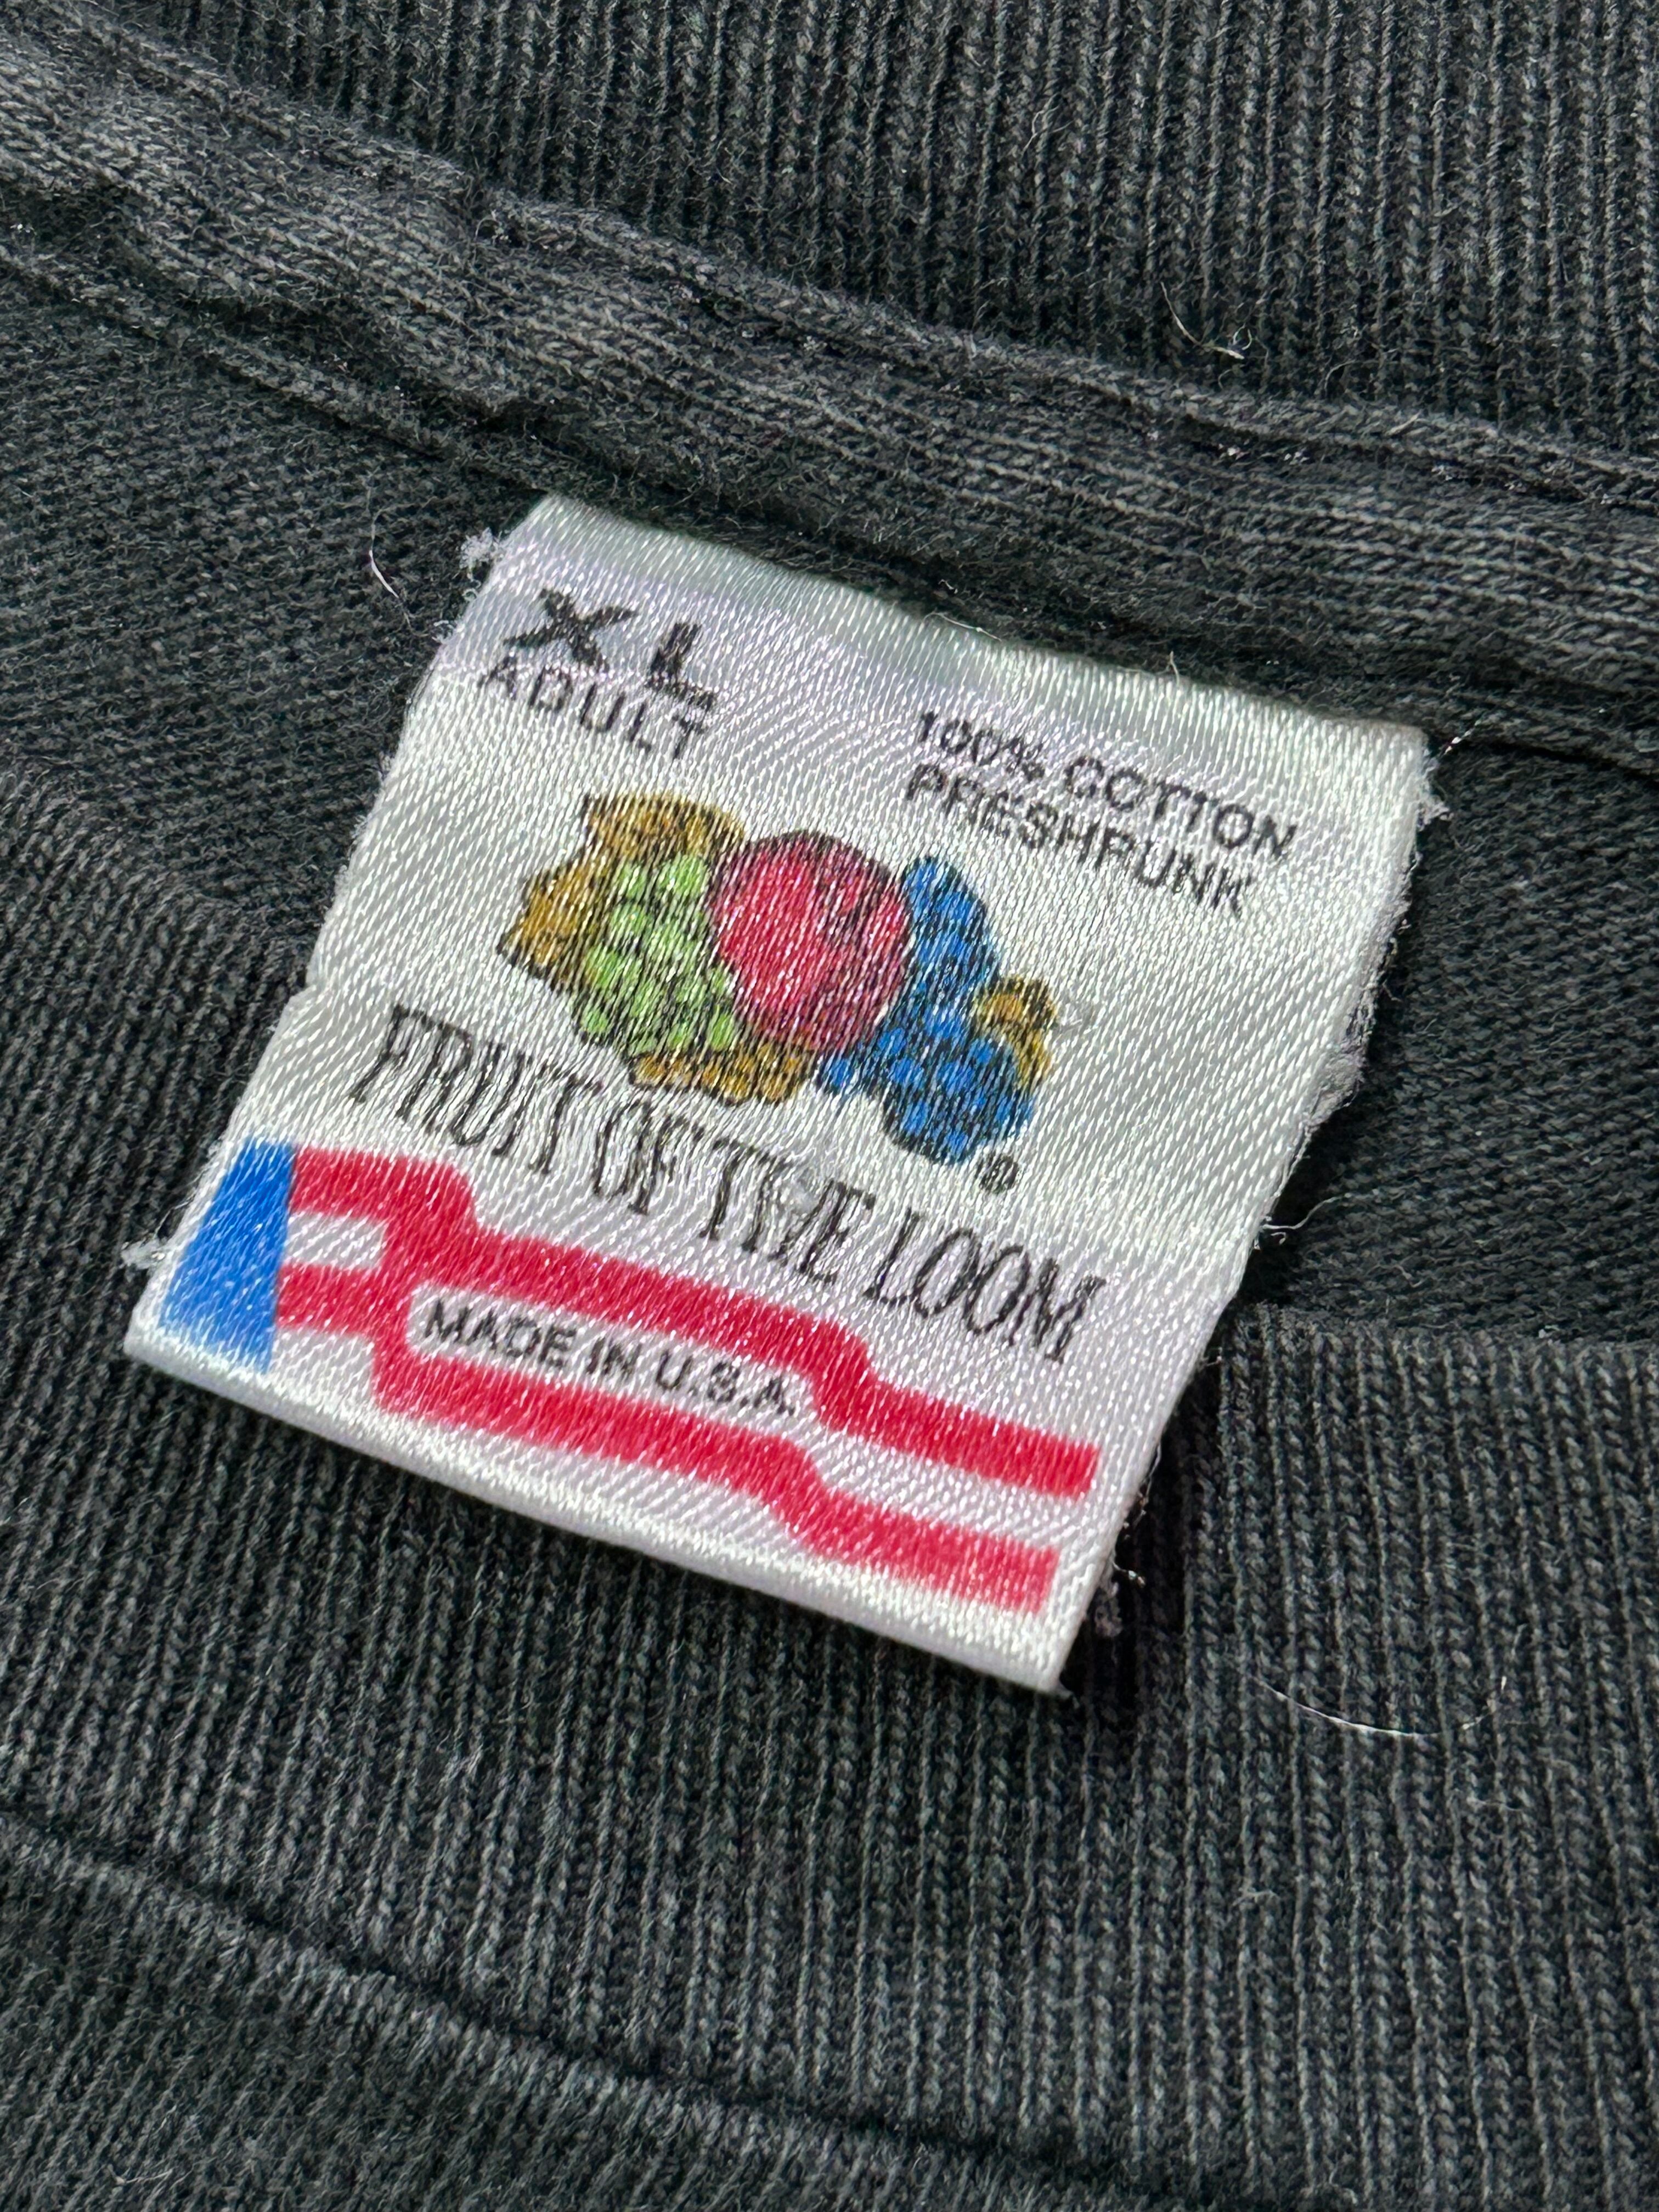 XL
ADULT
100% COTTON
PRESHRUNK
FRUIT OF THE LOOM
®
MADE IN U.S.A.